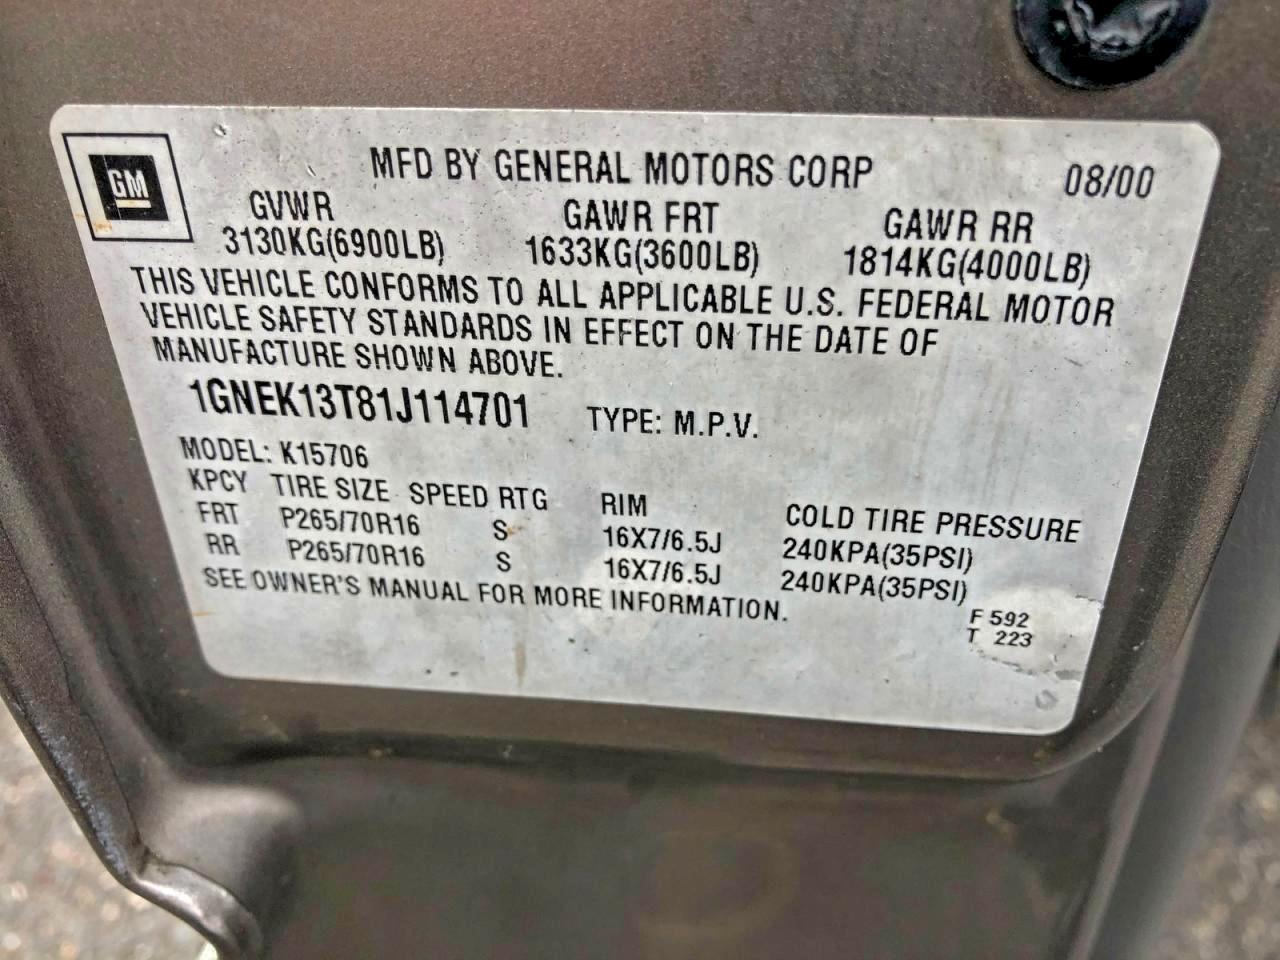 GM
MFD BY GENERAL MOTORS CORP 08/00
GVWR GAWR FRT GAWR RR
3130KG(6900LB) 1633KG(3600LB) 1814KG(4000LB)
THIS VEHICLE CONFORMS TO ALL APPLICABLE U.S. FEDERAL MOTOR
VEHICLE SAFETY STANDARDS IN EFFECT ON THE DATE OF
MANUFACTURE SHOWN ABOVE.
1GNEK13T81J114701 TYPE: M.P.V.
MODEL: K15706
KPCY TIRE SIZE SPEED RTG RIM COLD TIRE PRESSURE
FRT P265/70R16 S 16X7/6.5J 240KPA(35PSI)
RR P265/70R16 S 16X7/6.5J 240KPA(35PSI)
SEE OWNER'S MANUAL FOR MORE INFORMATION.
F 592
T 223